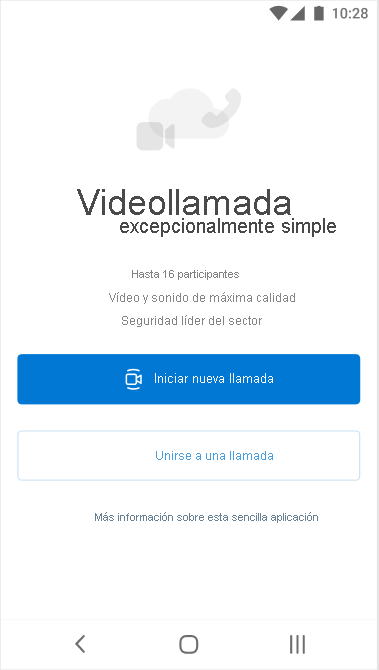 10:28
Videollamada
excepcionalmente simple
Hasta 16 participantes
Vídeo y sonido de máxima calidad
Seguridad líder del sector
Iniciar nueva llamada
Unirse a una llamada
Más información sobre esta sencilla aplicación